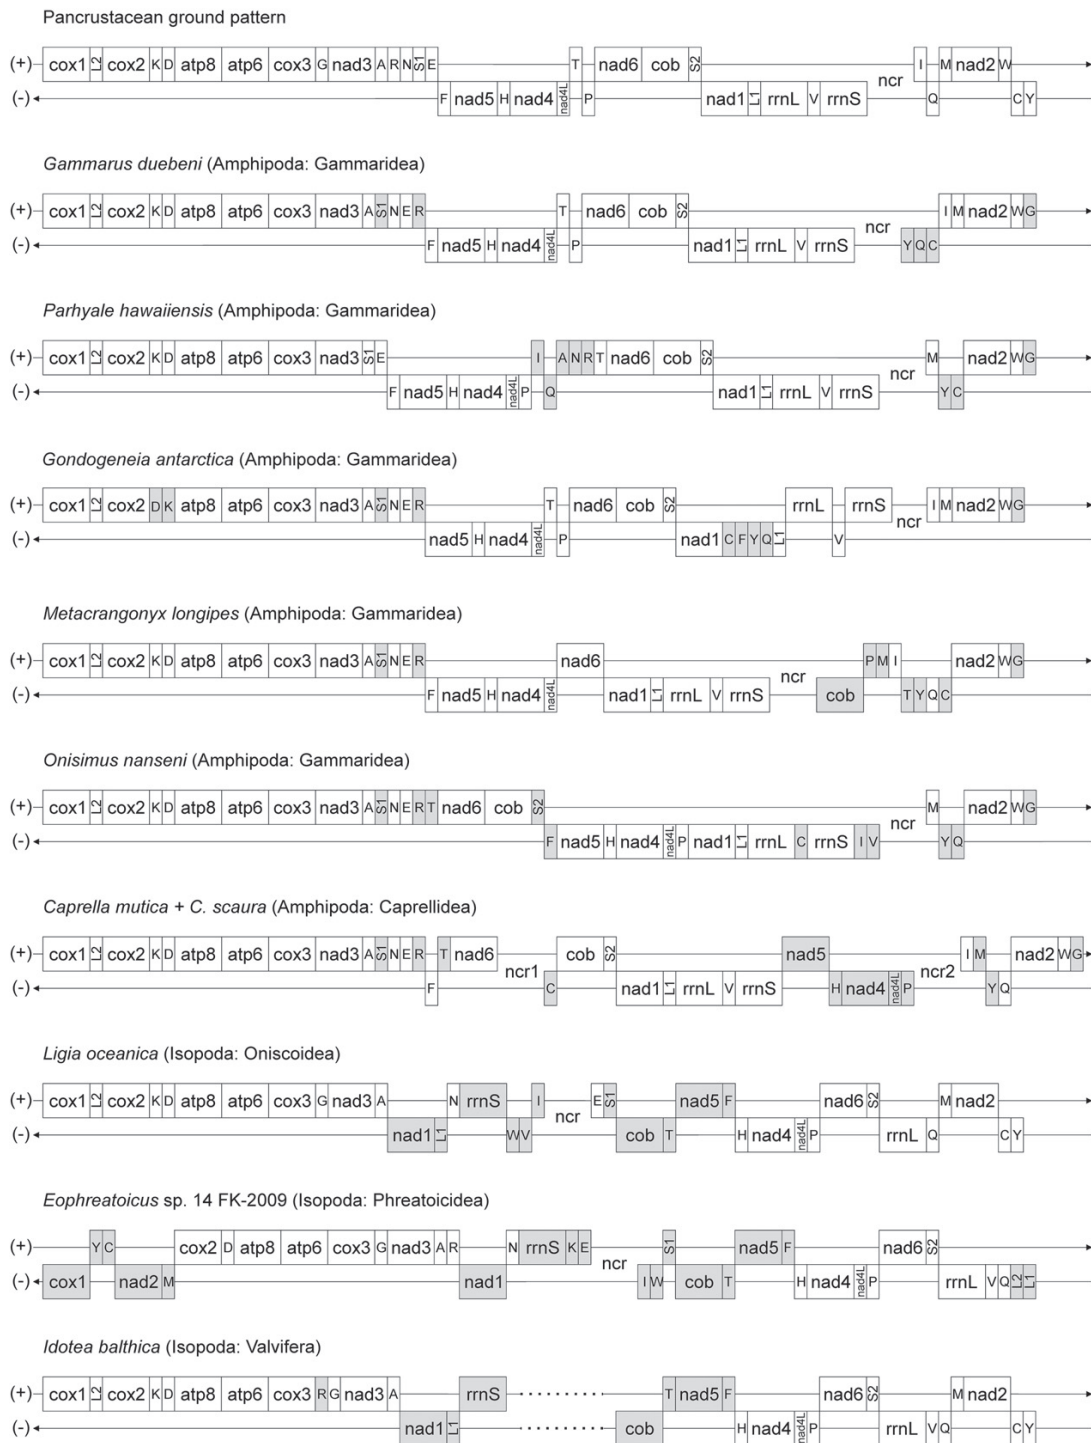 Pancrustacean ground pattern
(+) cox1 L2 cox2 K D atp8 atp6 cox3 G nad3 A R N S1 E T nad6 cob S2 ncr I M nad2 W
(-) F nad5 H nad4 nad4L P nad1 L1 rrnL V rrnS Q C Y
Gammarus duebeni (Amphipoda: Gammaridea)
(+) cox1 L2 cox2 K D atp8 atp6 cox3 nad3 A S1 N E R T nad6 cob S2 ncr I M nad2 W G
(-) F nad5 H nad4 nad4L P nad1 L1 rrnL V rrnS Y Q C
Parhyale hawaiiensis (Amphipoda: Gammaridea)
(+) cox1 L2 cox2 K D atp8 atp6 cox3 nad3 S1 E I A N R T nad6 cob S2 ncr M nad2 W G
(-) F nad5 H nad4 nad4L P Q nad1 L1 rrnL V rrnS Y C
Gondogeneia antarctica (Amphipoda: Gammaridea)
(+) cox1 L2 cox2 D K atp8 atp6 cox3 nad3 A S1 N E R T nad6 cob S2 rrnL rrnS ncr I M nad2 W G
(-) nad5 H nad4 nad4L P nad1 C F Y Q L1 V
Metacrangonyx longipes (Amphipoda: Gammaridea)
(+) cox1 L2 cox2 K D atp8 atp6 cox3 nad3 A S1 N E R nad6 ncr P M I nad2 W G
(-) F nad5 H nad4 nad4L nad1 L1 rrnL V rrnS cob T Y Q C
Onisimus nanseni (Amphipoda: Gammaridea)
(+) cox1 L2 cox2 K D atp8 atp6 cox3 nad3 A S1 N E R T nad6 cob S2 ncr M nad2 W G
(-) F nad5 H nad4 nad4L P nad1 L1 rrnL C rrnS I V Y Q
Caprella mutica + C. scaura (Amphipoda: Caprellidea)
(+) cox1 L2 cox2 K D atp8 atp6 cox3 nad3 A S1 N E R T nad6 ncr1 cob S2 nad5 ncr2 I M nad2 W G
(-) F C nad1 L1 rrnL V rrnS H nad4 nad4L P Y Q
Ligia oceanica (Isopoda: Oniscoidea)
(+) cox1 L2 cox2 K D atp8 atp6 cox3 G nad3 A N rrnS I ncr E S1 nad5 F nad6 S2 M nad2
(-) nad1 L1 W V cob T H nad4 nad4L P rrnL Q C Y
Eophreatoicus sp. 14 FK-2009 (Isopoda: Phreatoicidea)
(+) Y C cox2 D atp8 atp6 cox3 G nad3 A R N rrnS K E ncr S1 nad5 F nad6 S2
(-) cox1 nad2 M nad1 I W cob T H nad4 nad4L P rrnL V Q L2 L1
Idotea balthica (Isopoda: Valvifera)
(+) cox1 L2 cox2 K D atp8 atp6 cox3 R G nad3 A rrnS T nad5 F nad6 S2 M nad2
(-) nad1 L1 cob H nad4 nad4L P rrnL V Q C Y